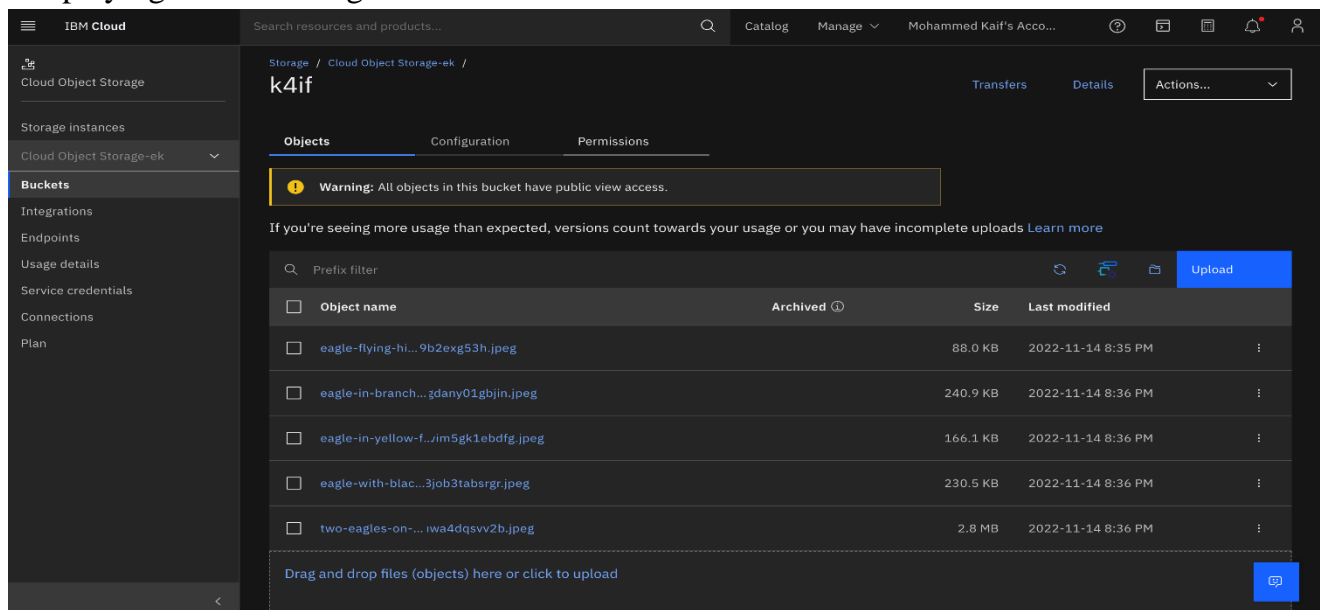 IBM Cloud
Search resources and products...
Catalog
Manage
Mohammed Kaif's Acco...
Cloud Object Storage
Storage instances
Cloud Object Storage-ek
Buckets
Integrations
Endpoints
Usage details
Service credentials
Connections
Plan
Storage / Cloud Object Storage-ek /
k4if
Transfers
Details
Actions...
Objects
Configuration
Permissions
Warning: All objects in this bucket have public view access.
If you're seeing more usage than expected, versions count towards your usage or you may have incomplete uploads Learn more
Prefix filter
Upload
Object name Archived Size Last modified
eagle-flying-hi...9b2exg53h.jpeg 88.0 KB 2022-11-14 8:35 PM
eagle-in-branch...gdany01gbjin.jpeg 240.9 KB 2022-11-14 8:36 PM
eagle-in-yellow-f...im5gk1ebdfg.jpeg 166.1 KB 2022-11-14 8:36 PM
eagle-with-blac...3job3tabsrgr.jpeg 230.5 KB 2022-11-14 8:36 PM
two-eagles-on-...wa4dqsvv2b.jpeg 2.8 MB 2022-11-14 8:36 PM
Drag and drop files (objects) here or click to upload